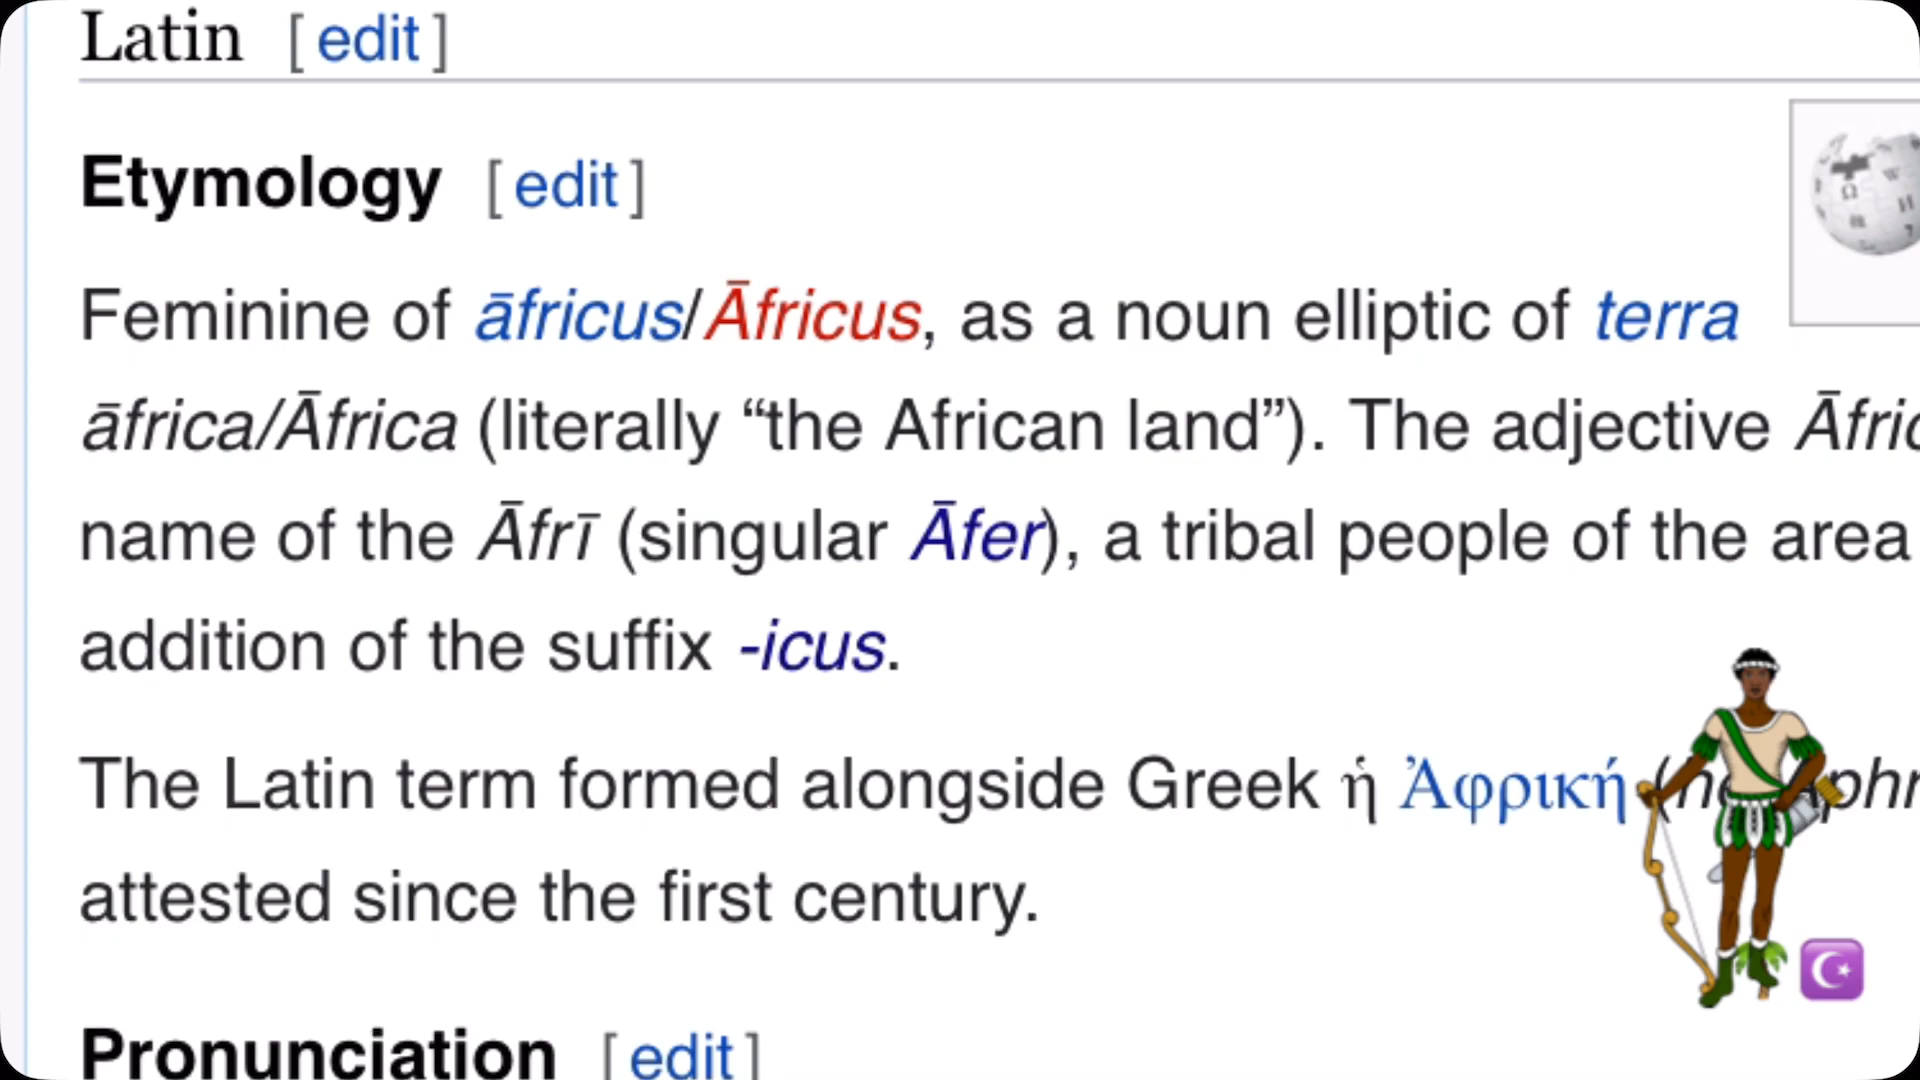 Latin [ edit ]
Etymology [ edit ]
Feminine of āfricus/Āfricus, as a noun elliptic of terra
āfrica/Āfrica (literally “the African land”). The adjective
name of the Āfrī (singular Āfer), a tribal people of the area
addition of the suffix -icus.
The Latin term formed alongside Greek ἡ Ἀφρική
attested since the first century.
Pronunciation [ edit ]